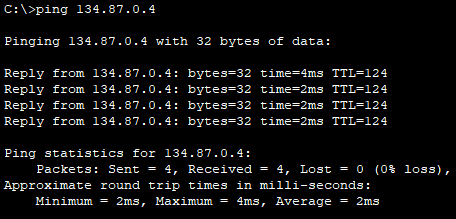 C:\>ping 134.87.0.4
Pinging 134.87.0.4 with 32 bytes of data:
Reply from 134.87.0.4: bytes=32 time=4ms TTL=124
Reply from 134.87.0.4: bytes=32 time=2ms TTL=124
Reply from 134.87.0.4: bytes=32 time=2ms TTL=124
Reply from 134.87.0.4: bytes=32 time=2ms TTL=124
Ping statistics for 134.87.0.4:
    Packets: Sent = 4, Received = 4, Lost = 0 (0% loss),
Approximate round trip times in milli-seconds:
    Minimum = 2ms, Maximum = 4ms, Average = 2ms